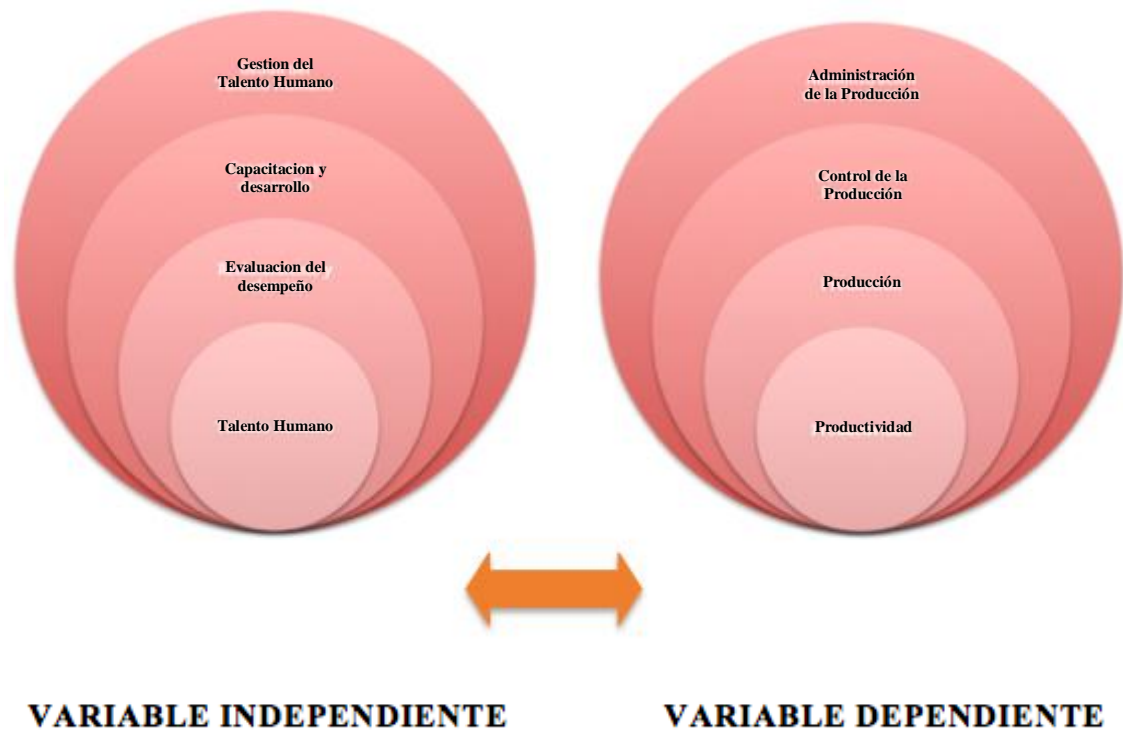 Gestion del
Talento Humano
Capacitacion y
desarrollo
Evaluacion del
desempeño
Talento Humano
Administración
de la Producción
Control de la
Producción
Producción
Productividad
VARIABLE INDEPENDIENTE
VARIABLE DEPENDIENTE